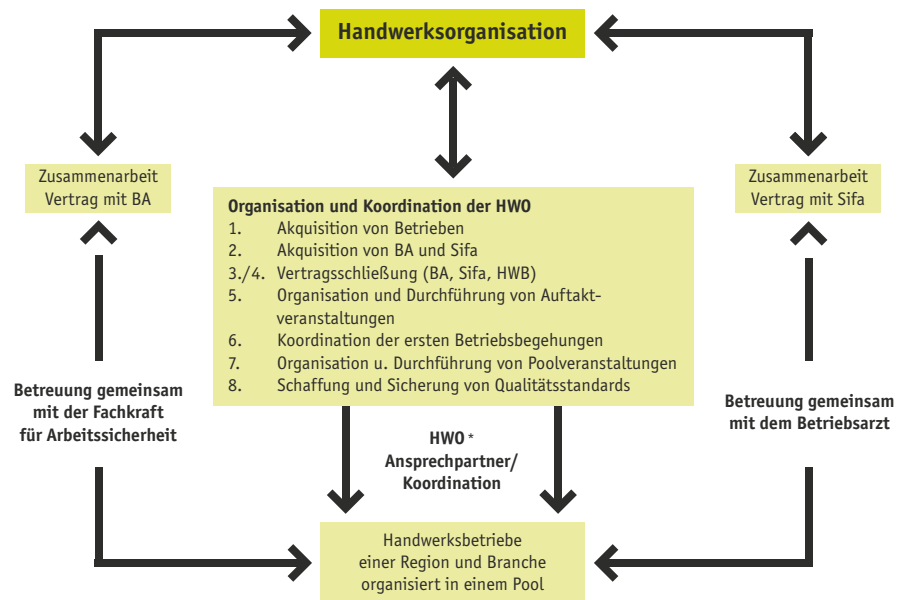 Handwerksorganisation
Zusammenarbeit
Vertrag mit BA
Zusammenarbeit
Vertrag mit Sifa
Organisation und Koordination der HWO
1. Akquisition von Betrieben
2. Akquisition von BA und Sifa
3./4. Vertragsschließung (BA, Sifa, HWB)
5. Organisation und Durchführung von Auftakt-
veranstaltungen
6. Koordination der ersten Betriebsbegehungen
7. Organisation u. Durchführung von Poolveranstaltungen
8. Schaffung und Sicherung von Qualitätsstandards
Betreuung gemeinsam
mit der Fachkraft
für Arbeitssicherheit
Betreuung gemeinsam
mit dem Betriebsarzt
HWO *
Ansprechpartner/
Koordination
Handwerksbetriebe
einer Region und Branche
organisiert in einem Pool